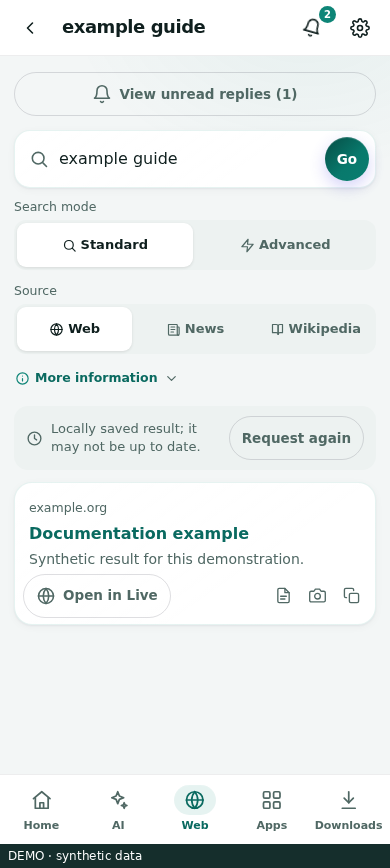 example guide
2
View unread replies (1)
example guide
Go
Search mode
Standard
Advanced
Source
Web
News
Wikipedia
More information
Locally saved result; it
may not be up to date.
Request again
example.org
Documentation example
Synthetic result for this demonstration.
Open in Live
Home
AI
Web
Apps
Downloads
DEMO · synthetic data